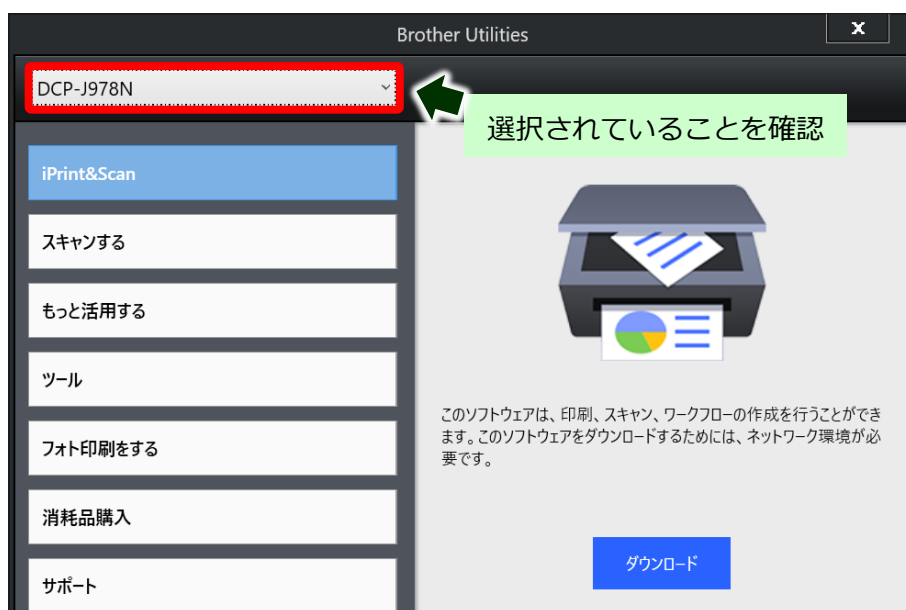 Brother Utilities
x
DCP-J978N
選択されていることを確認
iPrint&Scan
スキャンする
もっと活用する
ツール
フォト印刷をする
消耗品購入
サポート
このソフトウェアは、印刷、スキャン、ワークフローの作成を行うことができ
ます。このソフトウェアをダウンロードするためには、ネットワーク環境が必
要です。
ダウンロード